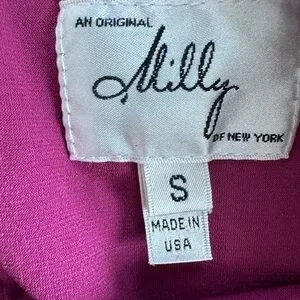 AN ORIGINAL
Milly
OF NEW YORK
S
MADE IN
USA